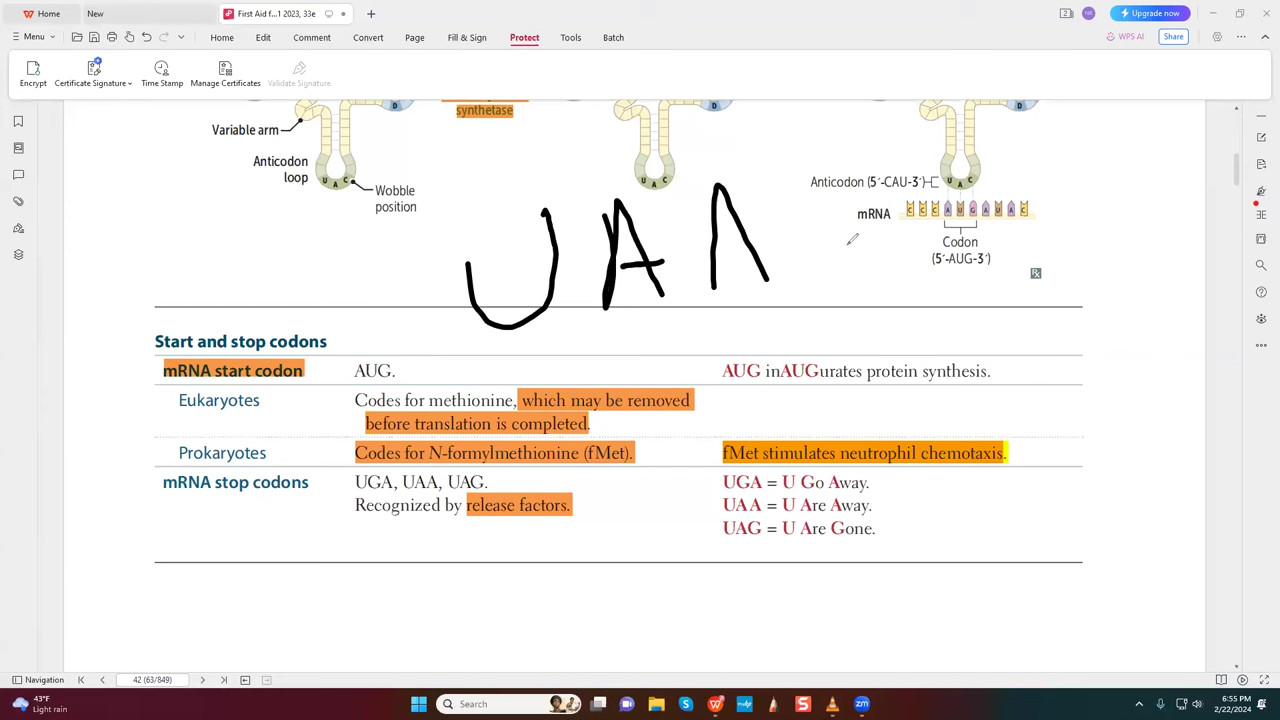 Home
New
First Aid f...1 2023, 33e
2
Upgrade now
Menu
Home
Edit
Comment
Convert
Page
Fill & Sign
Protect
Tools
Batch
WPS AI
Share
Encrypt
Certificate Signature
Time Stamp
Manage Certificates
Validate Signature
synthetase
D
D
D
Variable arm
Anticodon
loop
U A C
Wobble
position
U A C
Anticodon (5´-CAU-3´)
U A C
mRNA
C C C A U G A U A C
Codon
(5´-AUG-3´)
UAA
Start and stop codons
mRNA start codon AUG. AUG inAUGurates protein synthesis.
Eukaryotes Codes for methionine, which may be removed
before translation is completed.
Prokaryotes Codes for N-formylmethionine (fMet). fMet stimulates neutrophil chemotaxis.
mRNA stop codons UGA, UAA, UAG. UGA = U Go Away.
Recognized by release factors. UAA = U Are Away.
UAG = U Are Gone.
Navigation
42 (63/849)
43°F
Light rain
Search
6:55 PM
2/22/2024